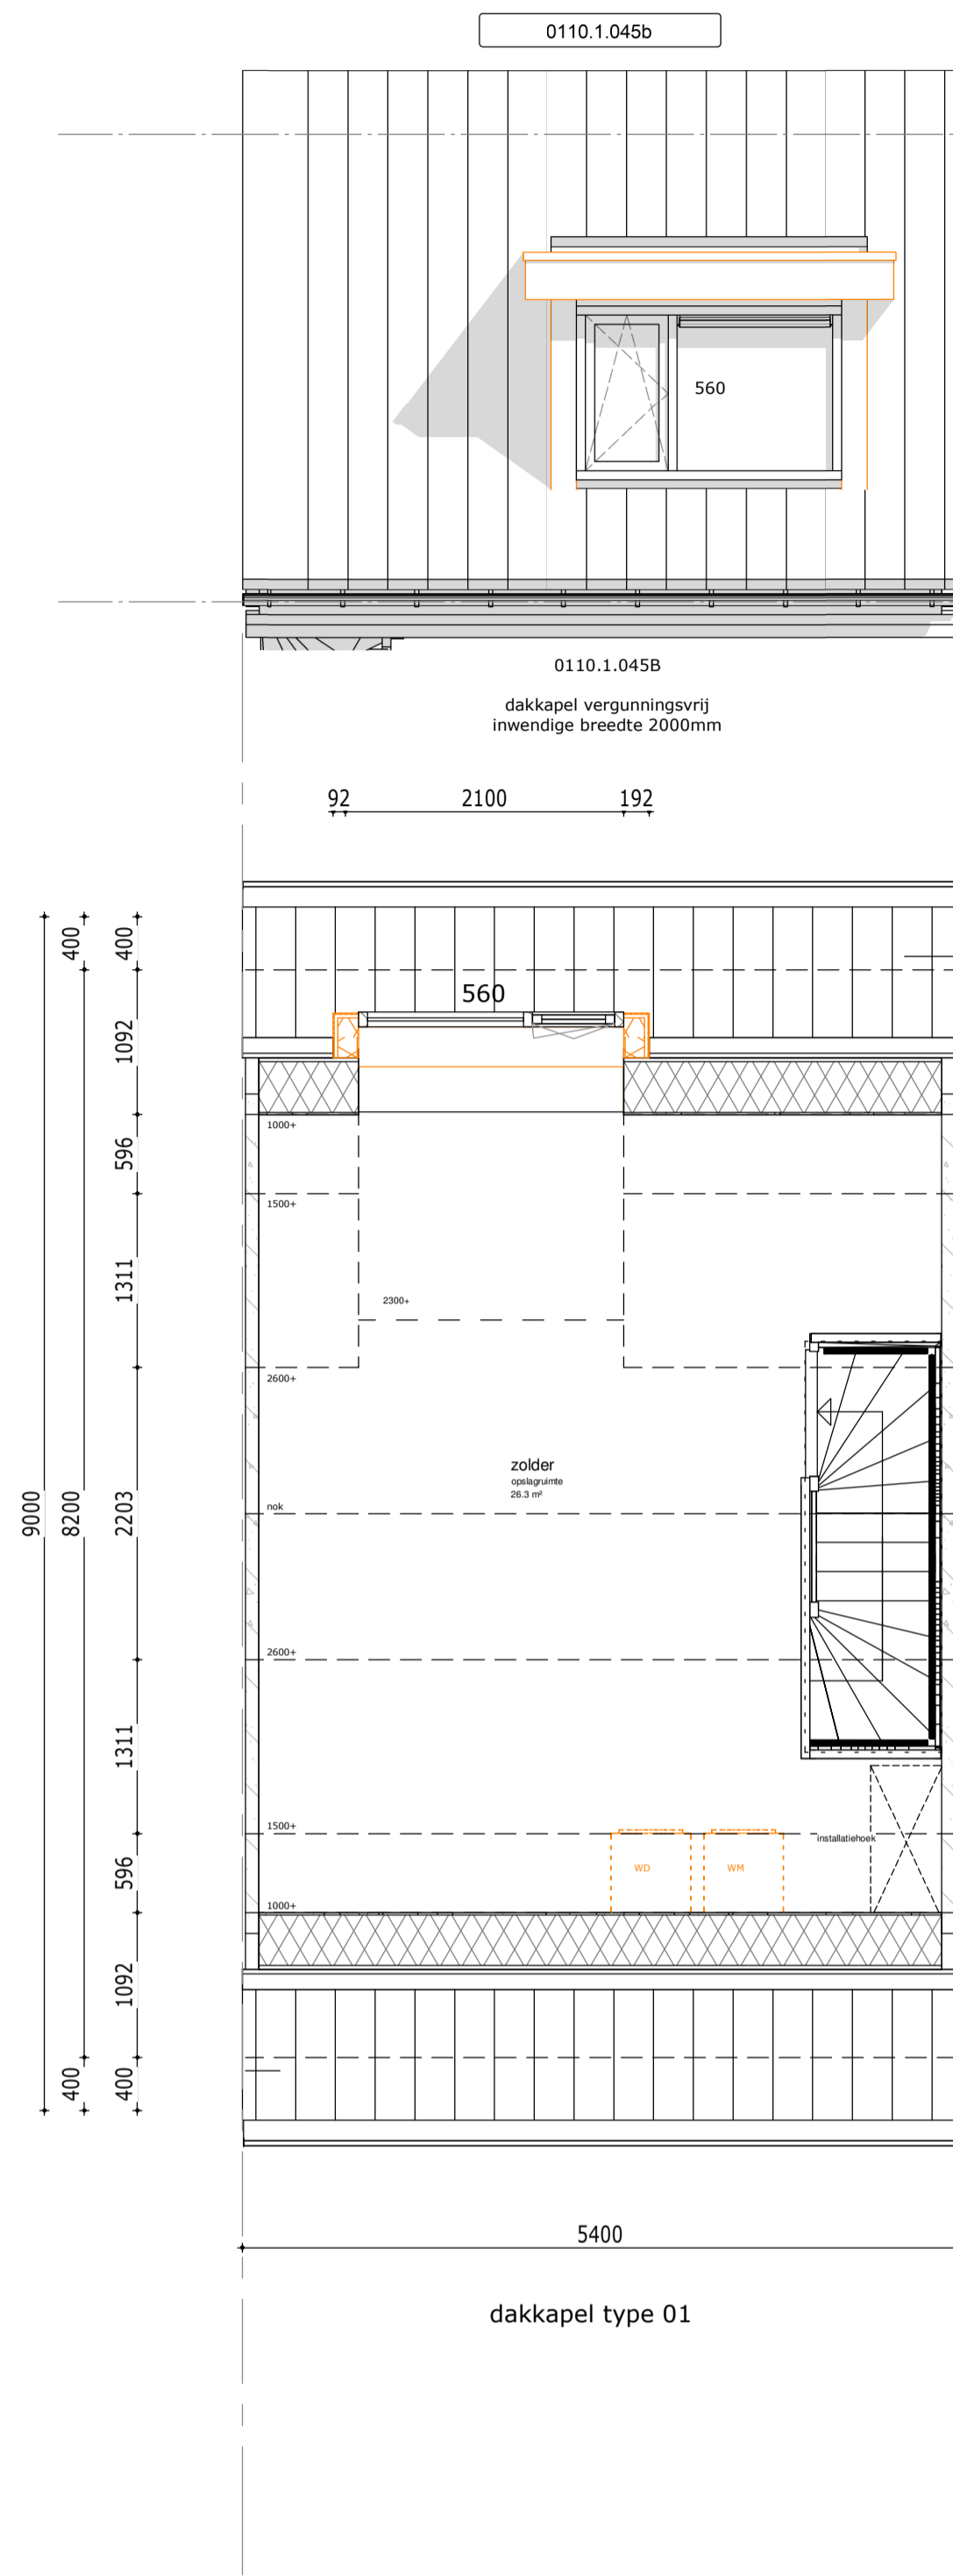 0110.1.045b
560
0110.1.045B
dakkapel vergunningsvrij
inwendige breedte 2000mm
92 2100 192
400 400
560
1092
1000+
596
1500+
1311
2300+
2600+
zolder
opslagruimte
26.3 m²
nok
9000 8200 2203
2600+
1311
1500+
installatiehoek
WD WM
596
1000+
1092
400 400
5400
dakkapel type 01